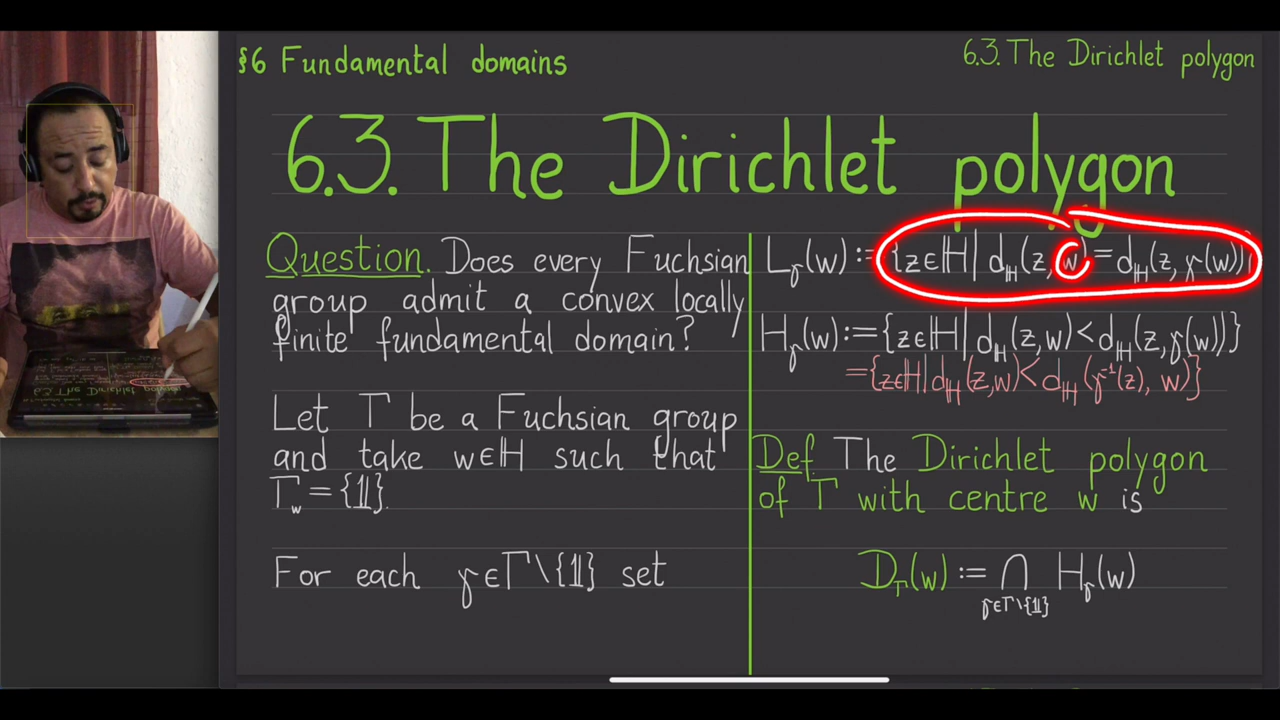 §6 Fundamental domains
6.3. The Dirichlet polygon
6.3. The Dirichlet polygon
Question. Does every Fuchsian
group admit a convex locally
finite fundamental domain?
Let Γ be a Fuchsian group
and take w∈ℍ such that
Γ_w = {𝟙}.
For each γ∈Γ\{𝟙} set
L_γ(w) := {z∈ℍ | d_ℍ(z, w) = d_ℍ(z, γ(w))}
H_γ(w) := {z∈ℍ | d_ℍ(z,w) < d_ℍ(z,γ(w))}
= {z∈ℍ | d_ℍ(z,w) < d_ℍ(γ⁻¹(z), w)}
Def. The Dirichlet polygon
of Γ with centre w is
D_Γ(w) := ⋂_{γ∈Γ\{𝟙}} H_γ(w)